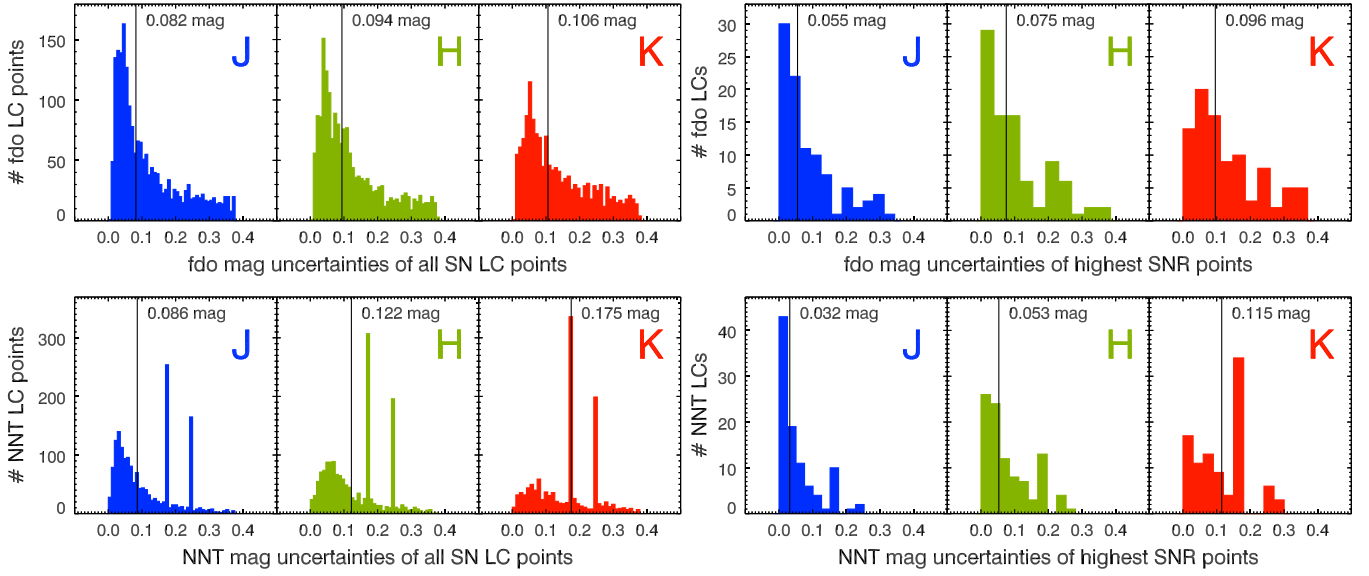 0.082 mag 0.094 mag 0.106 mag
J H K
# fdo LC points
150
100
50
0
0.0 0.1 0.2 0.3 0.4 0.0 0.1 0.2 0.3 0.4 0.0 0.1 0.2 0.3 0.4
fdo mag uncertainties of all SN LC points
0.055 mag 0.075 mag 0.096 mag
J H K
# fdo LCs
30
25
20
15
10
5
0
0.0 0.1 0.2 0.3 0.4 0.0 0.1 0.2 0.3 0.4 0.0 0.1 0.2 0.3 0.4
fdo mag uncertainties of highest SNR points
0.086 mag 0.122 mag 0.175 mag
J H K
# NNT LC points
300
200
100
0
0.0 0.1 0.2 0.3 0.4 0.0 0.1 0.2 0.3 0.4 0.0 0.1 0.2 0.3 0.4
NNT mag uncertainties of all SN LC points
0.032 mag 0.053 mag 0.115 mag
J H K
# NNT LCs
40
30
20
10
0
0.0 0.1 0.2 0.3 0.4 0.0 0.1 0.2 0.3 0.4 0.0 0.1 0.2 0.3 0.4
NNT mag uncertainties of highest SNR points